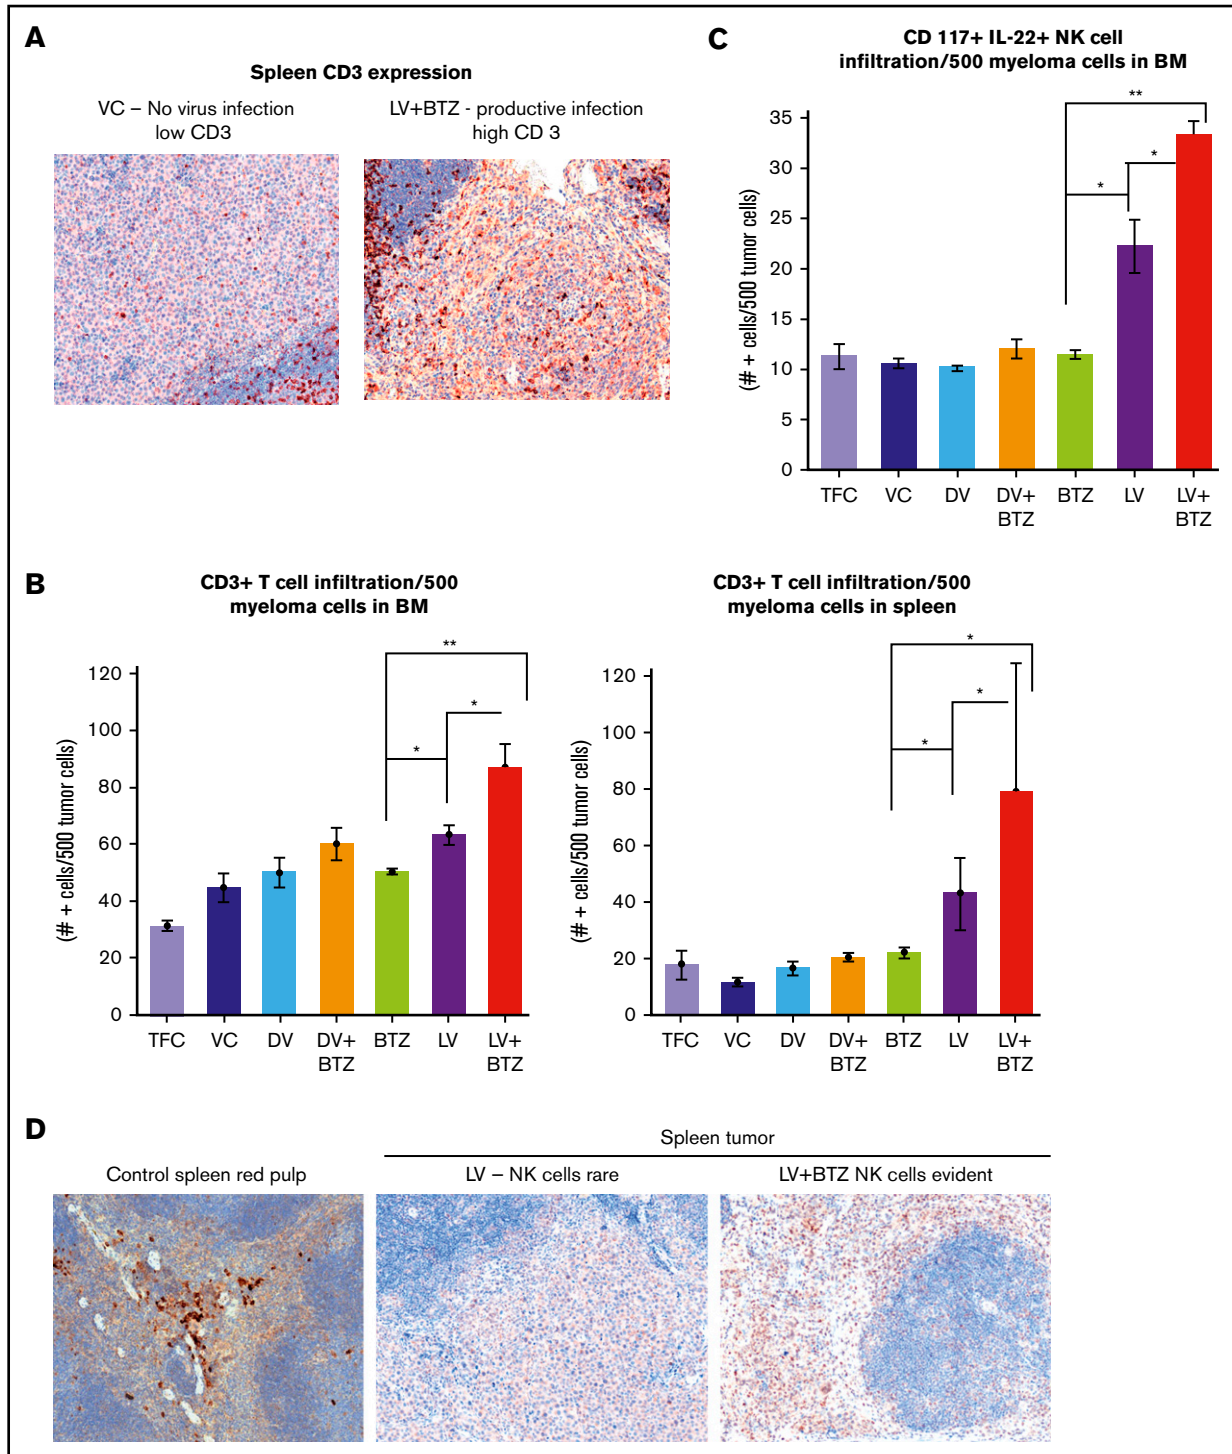 A
Spleen CD3 expression
VC – No virus infection
low CD3
LV+BTZ - productive infection
high CD 3
C
CD 117+ IL-22+ NK cell
infiltration/500 myeloma cells in BM
(# + cells/500 tumor cells)
35
30
25
20
15
10
5
0
**
*
*
TFC VC DV DV+ BTZ LV LV+
BTZ BTZ
B
CD3+ T cell infiltration/500
myeloma cells in BM
(# + cells/500 tumor cells)
120
100
80
60
40
20
0
**
*
*
TFC VC DV DV+ BTZ LV LV+
BTZ BTZ
CD3+ T cell infiltration/500
myeloma cells in spleen
(# + cells/500 tumor cells)
120
100
80
60
40
20
0
*
*
*
TFC VC DV DV+ BTZ LV LV+
BTZ BTZ
D
Spleen tumor
Control spleen red pulp
LV – NK cells rare
LV+BTZ NK cells evident